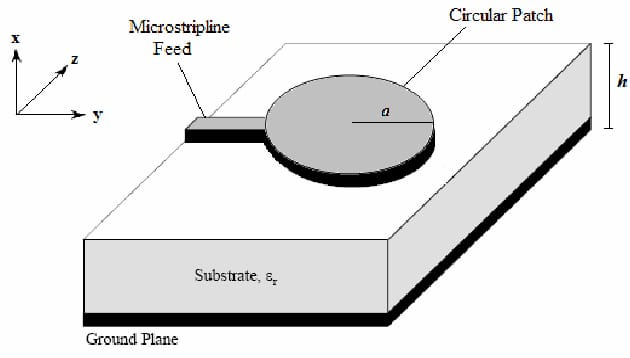 Circular Patch
Microstripline
Feed
x
z
y
a
h
Substrate, εr
Ground Plane